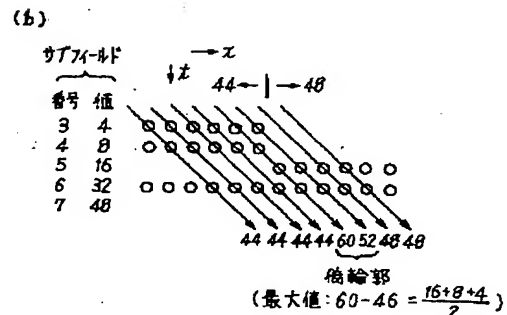 (b)
サブフィールド
→x
↓t
44← | →48
番号 値
3 4
4 8
5 16
6 32
7 48
44 44 44 44 60 52 48 48
偽輪郭
(最大値:60-46 = 16+8+4/2)